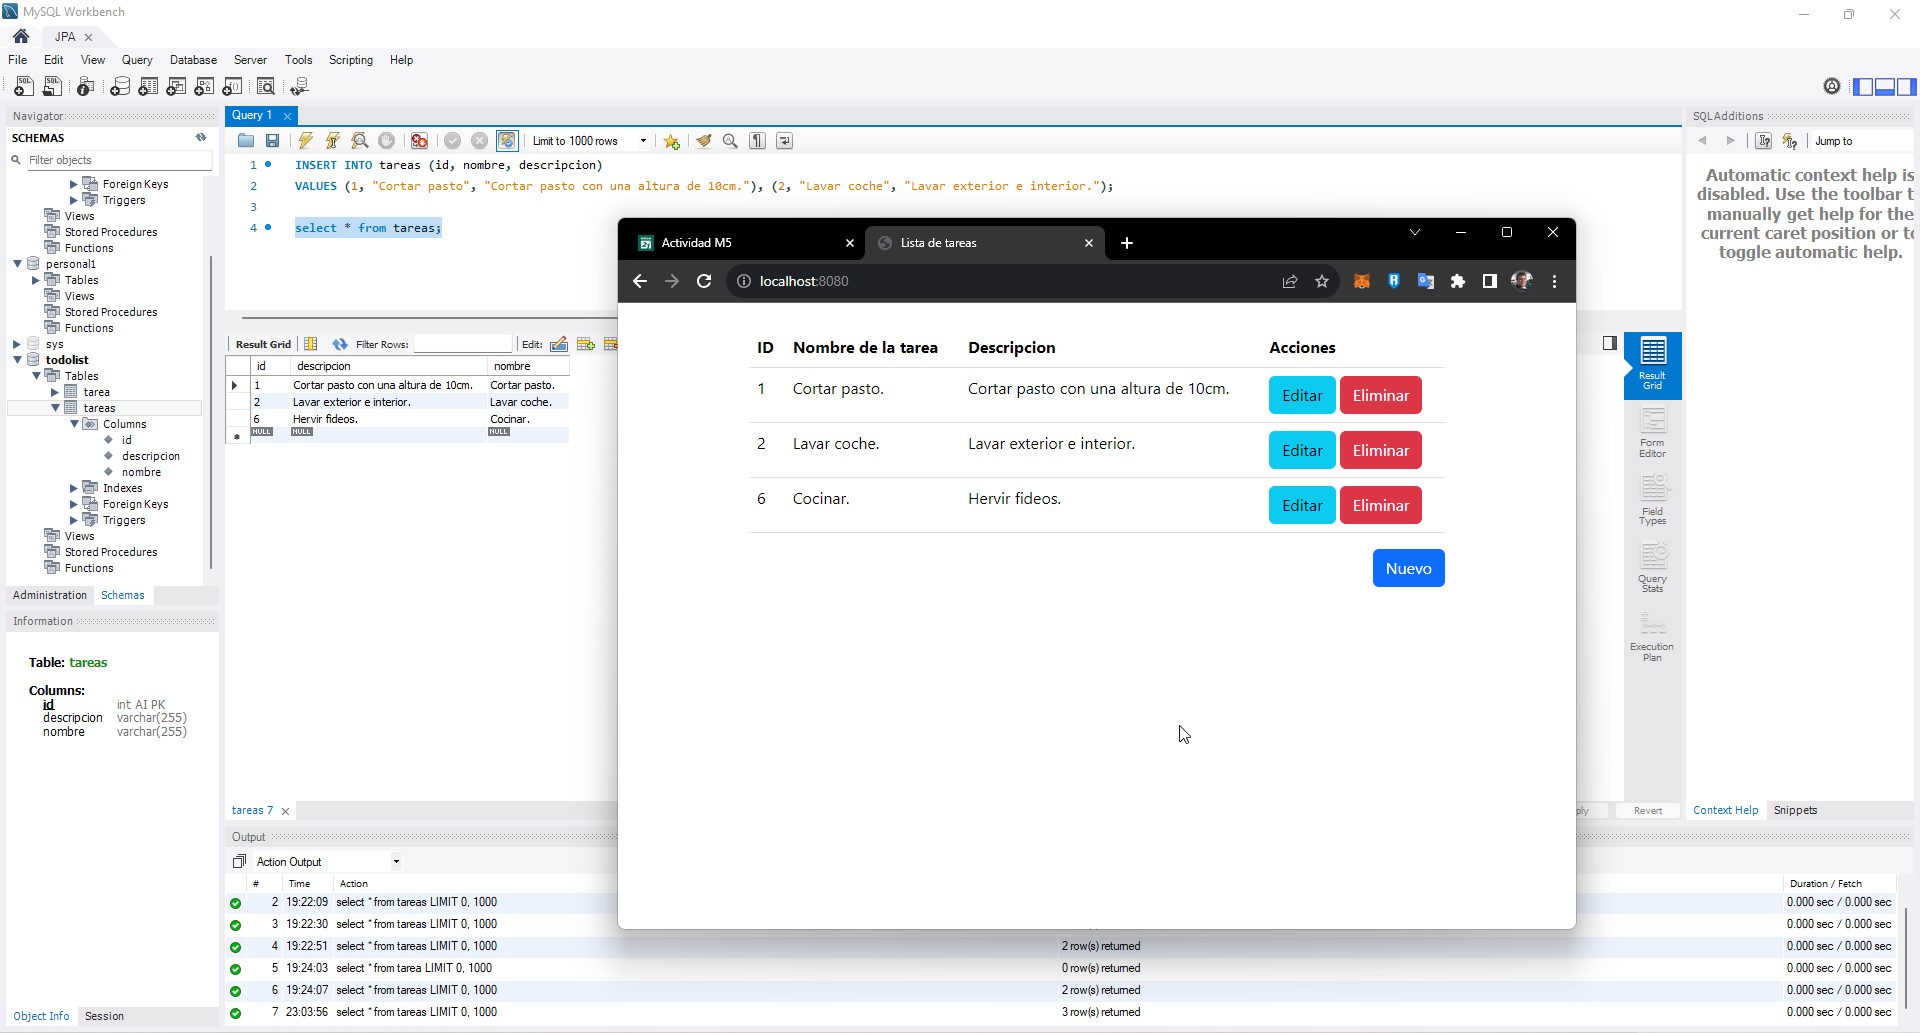 MySQL Workbench
JPA
File Edit View Query Database Server Tools Scripting Help
Navigator
SCHEMAS
Filter objects
Foreign Keys
Triggers
Views
Stored Procedures
Functions
personal1
Tables
Views
Stored Procedures
Functions
sys
todolist
Tables
tarea
tareas
Columns
id
descripcion
nombre
Indexes
Foreign Keys
Triggers
Views
Stored Procedures
Functions
Administration Schemas
Information
Table: tareas
Columns:
id int AI PK
descripcion varchar(255)
nombre varchar(255)
Object Info Session
Query 1
Limit to 1000 rows
1 INSERT INTO tareas (id, nombre, descripcion)
2 VALUES (1, "Cortar pasto", "Cortar pasto con una altura de 10cm."), (2, "Lavar coche", "Lavar exterior e interior.");
3
4 select * from tareas;
Result Grid Filter Rows: Edit:
id descripcion nombre
1 Cortar pasto con una altura de 10cm. Cortar pasto.
2 Lavar exterior e interior. Lavar coche.
6 Hervir fideos. Cocinar.
NULL NULL NULL
tareas 7
Actividad M5
Lista de tareas
localhost:8080
ID Nombre de la tarea Descripcion Acciones
1 Cortar pasto. Cortar pasto con una altura de 10cm. Editar Eliminar
2 Lavar coche. Lavar exterior e interior. Editar Eliminar
6 Cocinar. Hervir fideos. Editar Eliminar
Nuevo
Result
Grid
Form
Editor
Field
Types
Query
Stats
Execution
Plan
ply Revert
SQLAdditions
Jump to
Automatic context help is
disabled. Use the toolbar t
manually get help for the
current caret position or to
toggle automatic help.
Context Help Snippets
Output
Action Output
# Time Action Duration / Fetch
2 19:22:09 select * from tareas LIMIT 0, 1000 0.000 sec / 0.000 sec
3 19:22:30 select * from tareas LIMIT 0, 1000 0.000 sec / 0.000 sec
4 19:22:51 select * from tareas LIMIT 0, 1000 2 row(s) returned 0.000 sec / 0.000 sec
5 19:24:03 select * from tarea LIMIT 0, 1000 0 row(s) returned 0.000 sec / 0.000 sec
6 19:24:07 select * from tareas LIMIT 0, 1000 2 row(s) returned 0.000 sec / 0.000 sec
7 23:03:56 select * from tareas LIMIT 0, 1000 3 row(s) returned 0.000 sec / 0.000 sec